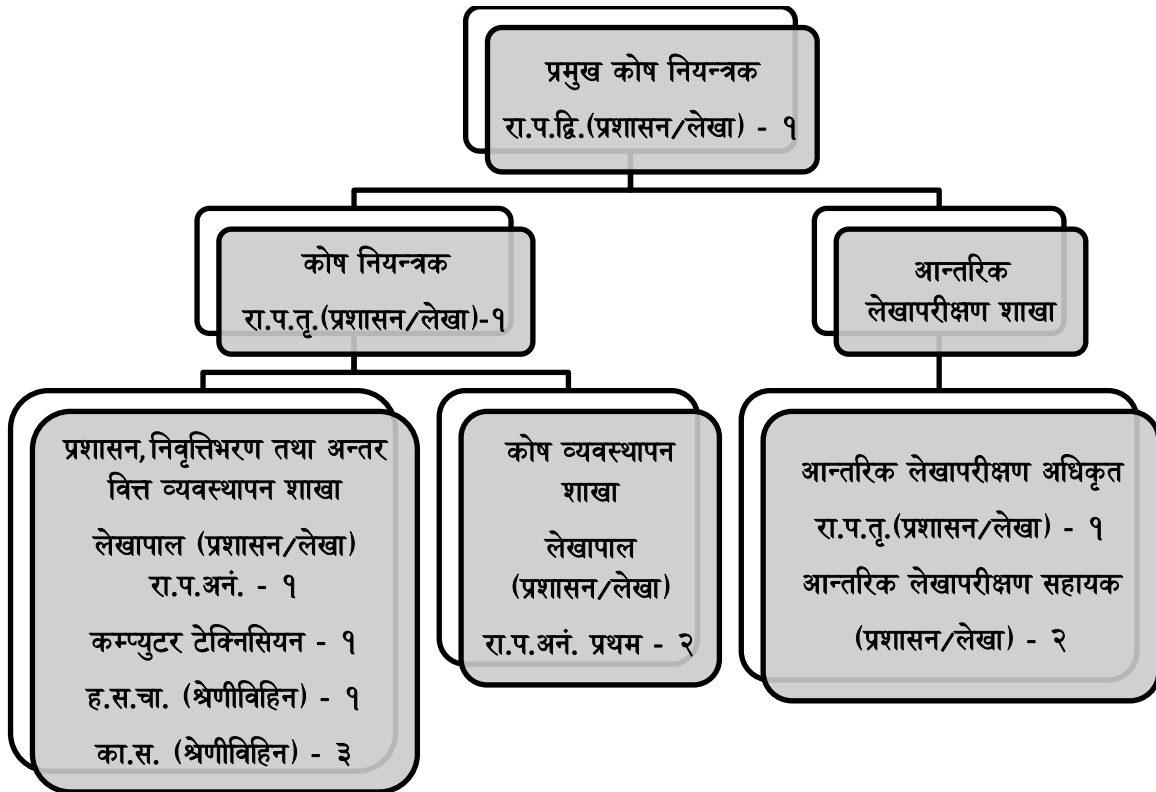 प्रमुख कोष नियन्त्रक
रा.प.द्वि.(प्रशासन/लेखा) - १
कोष नियन्त्रक
रा.प.तृ.(प्रशासन/लेखा)-१
आन्तरिक
लेखापरीक्षण शाखा
प्रशासन,निवृत्तिभरण तथा अन्तर
वित्त व्यवस्थापन शाखा
लेखापाल (प्रशासन/लेखा)
रा.प.अनं. - १
कम्प्युटर टेक्निसियन - १
ह.स.चा. (श्रेणीविहिन) - १
का.स. (श्रेणीविहिन) - ३
कोष व्यवस्थापन
शाखा
लेखापाल
(प्रशासन/लेखा)
रा.प.अनं. प्रथम - २
आन्तरिक लेखापरीक्षण अधिकृत
रा.प.तृ.(प्रशासन/लेखा) - १
आन्तरिक लेखापरीक्षण सहायक
(प्रशासन/लेखा) - २